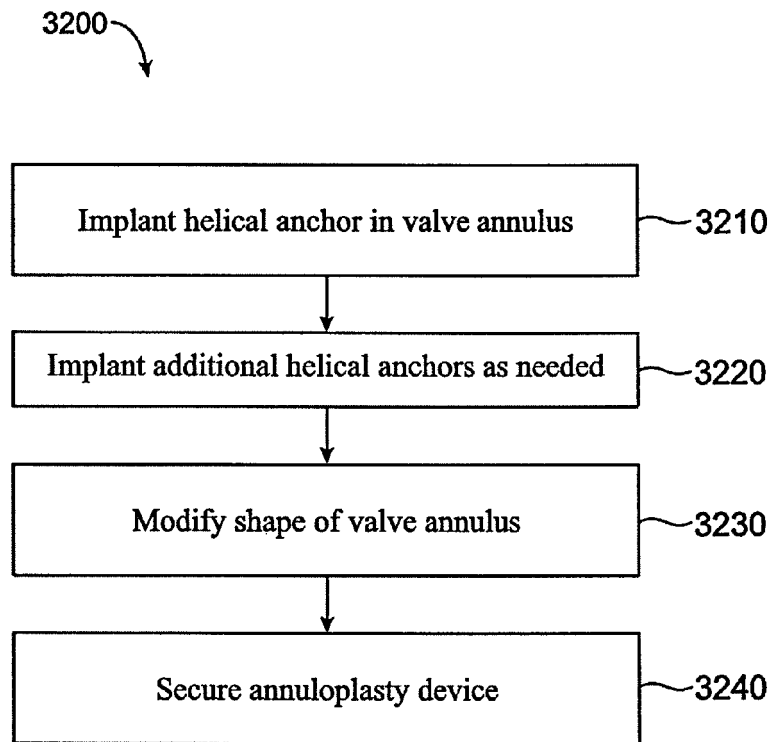 3200
Implant helical anchor in valve annulus
3210
Implant additional helical anchors as needed
3220
Modify shape of valve annulus
3230
Secure annuloplasty device
3240